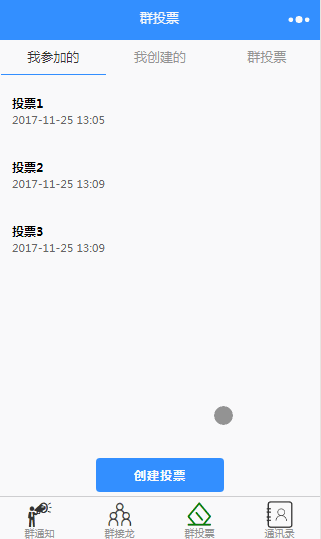 群投票
我参加的 我创建的 群投票
投票1
2017-11-25 13:05
投票2
2017-11-25 13:09
投票3
2017-11-25 13:09
创建投票
群通知 群接龙 群投票 通讯录